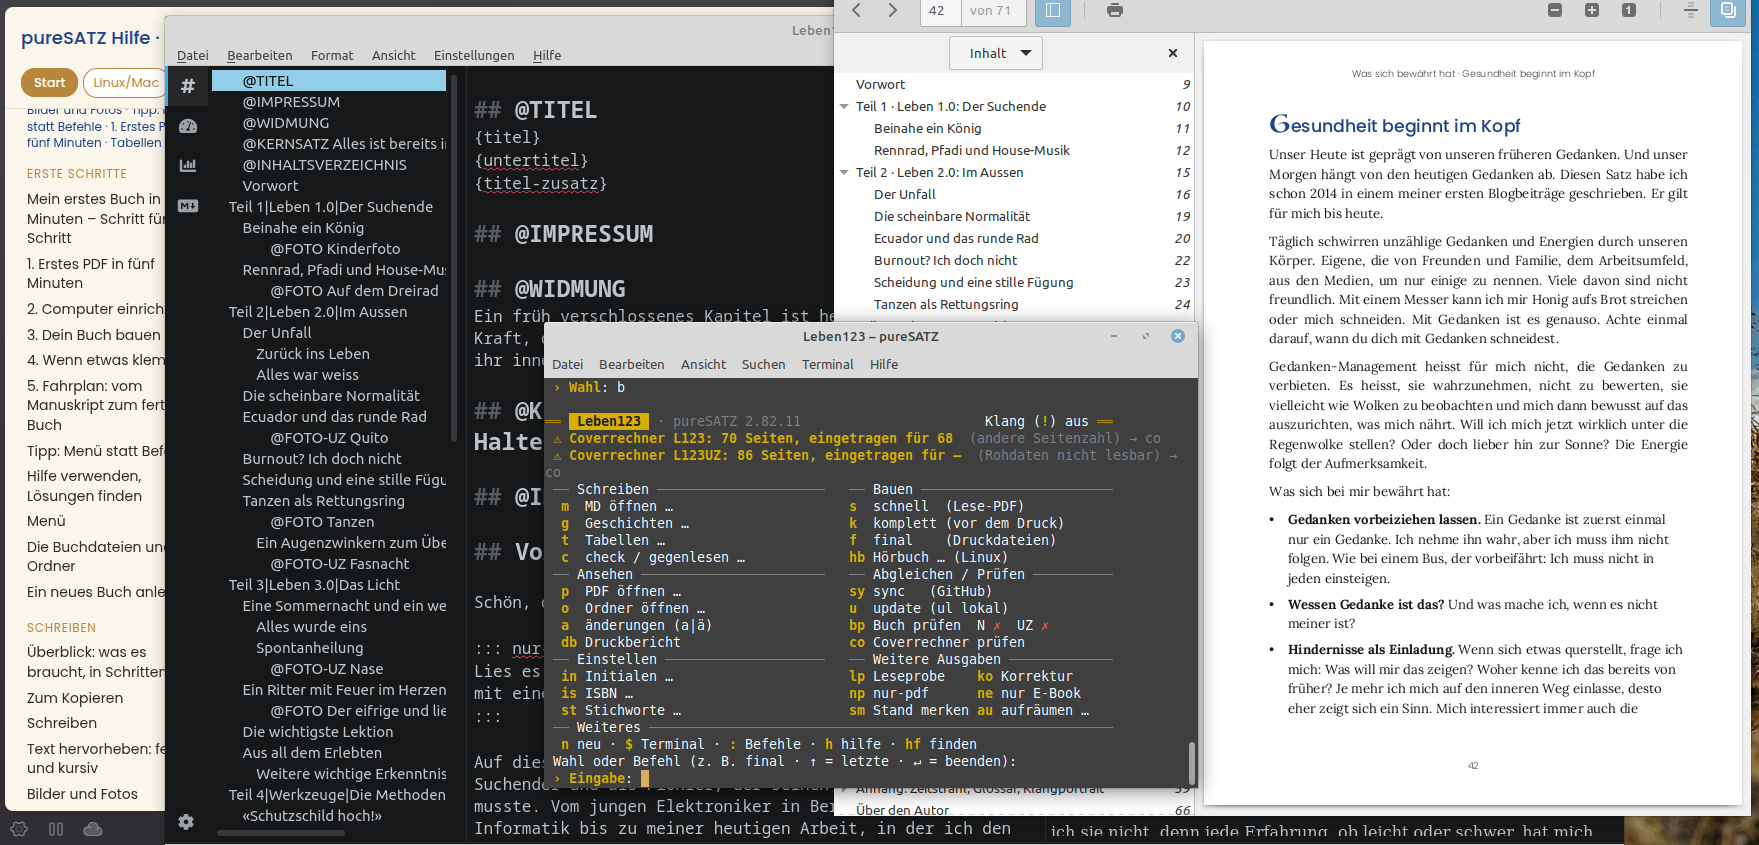 pureSATZ Hilfe ·
Start
Linux/Mac
Bilder und Fotos · Tipp:
statt Befehle · 1. Erstes P
fünf Minuten · Tabellen
ERSTE SCHRITTE
Mein erstes Buch in
Minuten – Schritt für
Schritt
1. Erstes PDF in fünf
Minuten
2. Computer einrich
3. Dein Buch bauen
4. Wenn etwas klem
5. Fahrplan: vom
Manuskript zum fert
Buch
Tipp: Menü statt Befe
Hilfe verwenden,
Lösungen finden
Menü
Die Buchdateien und
Ordner
Ein neues Buch anle
SCHREIBEN
Überblick: was es
braucht, in Schritten
Zum Kopieren
Schreiben
Text hervorheben: fe
und kursiv
Bilder und Fotos
Leben1
Datei Bearbeiten Format Ansicht Einstellungen Hilfe
#
M↓
@TITEL
@IMPRESSUM
@WIDMUNG
@KERNSATZ Alles ist bereits i
@INHALTSVERZEICHNIS
Vorwort
Teil 1|Leben 1.0|Der Suchende
Beinahe ein König
@FOTO Kinderfoto
Rennrad, Pfadi und House-Mu
@FOTO Auf dem Dreirad
Teil 2|Leben 2.0|Im Aussen
Der Unfall
Zurück ins Leben
Alles war weiss
Die scheinbare Normalität
Ecuador und das runde Rad
@FOTO-UZ Quito
Burnout? Ich doch nicht
Scheidung und eine stille Fügu
Tanzen als Rettungsring
@FOTO Tanzen
Ein Augenzwinkern zum Übe
@FOTO-UZ Fasnacht
Teil 3|Leben 3.0|Das Licht
Eine Sommernacht und ein we
Alles wurde eins
Spontanheilung
@FOTO-UZ Nase
Ein Ritter mit Feuer im Herzen
@FOTO Der eifrige und lie
Die wichtigste Lektion
Aus all dem Erlebten
Weitere wichtige Erkenntnis
Teil 4|Werkzeuge|Die Methoden
«Schutzschild hoch!»
## @TITEL
{titel}
{untertitel}
{titel-zusatz}
## @IMPRESSUM
## @WIDMUNG
Ein früh verschlossenes Kapitel ist he
Kraft,
ihr inn
## @K
Halte
## @I
## Vo
Schön,
::: nur
Lies es
mit ein
:::
Auf die
Suchende
musste. Vom jungen Elektroniker in Be
Informatik bis zu meiner heutigen Arbeit, in der ich den
ich sie nicht, denn jede Erfahrung, ob leicht oder schwer, hat mich
42 von 71
1
Inhalt
Vorwort 9
Teil 1 · Leben 1.0: Der Suchende 10
Beinahe ein König 11
Rennrad, Pfadi und House-Musik 12
Teil 2 · Leben 2.0: Im Aussen 15
Der Unfall 16
Die scheinbare Normalität 19
Ecuador und das runde Rad 20
Burnout? Ich doch nicht 22
Scheidung und eine stille Fügung 23
Tanzen als Rettungsring 24
Anhang: Zeitstrahl, Glossar, Klangporträt 59
Über den Autor 66
Leben123 – pureSATZ
Datei Bearbeiten Ansicht Suchen Terminal Hilfe
› Wahl: b
══ Leben123 · pureSATZ 2.82.11 Klang (!) aus ══
⚠ Coverrechner L123: 70 Seiten, eingetragen für 68 (andere Seitenzahl) → co
⚠ Coverrechner L123UZ: 86 Seiten, eingetragen für – (Rohdaten nicht lesbar) →
co
Schreiben Bauen
m MD öffnen … s schnell (Lese-PDF)
g Geschichten … k komplett (vor dem Druck)
t Tabellen … f final (Druckdateien)
c check / gegenlesen … hb Hörbuch … (Linux)
Ansehen Abgleichen / Prüfen
p PDF öffnen … sy sync (GitHub)
o Ordner öffnen … u update (ul lokal)
a änderungen (a|ä) bp Buch prüfen N ✗ UZ ✗
db Druckbericht co Coverrechner prüfen
Einstellen Weitere Ausgaben
in Initialen … lp Leseprobe ko Korrektur
is ISBN … np nur-pdf ne nur E-Book
st Stichworte … sm Stand merken au aufräumen …
Weiteres
n neu · $ Terminal · : Befehle · h hilfe · hf finden
Wahl oder Befehl (z. B. final · ↑ = letzte · ↵ = beenden):
› Eingabe:
Was sich bewährt hat · Gesundheit beginnt im Kopf
Gesundheit beginnt im Kopf
Unser Heute ist geprägt von unseren früheren Gedanken. Und unser
Morgen hängt von den heutigen Gedanken ab. Diesen Satz habe ich
schon 2014 in einem meiner ersten Blogbeiträge geschrieben. Er gilt
für mich bis heute.
Täglich schwirren unzählige Gedanken und Energien durch unseren
Körper. Eigene, die von Freunden und Familie, dem Arbeitsumfeld,
aus den Medien, um nur einige zu nennen. Viele davon sind nicht
freundlich. Mit einem Messer kann ich mir Honig aufs Brot streichen
oder mich schneiden. Mit Gedanken ist es genauso. Achte einmal
darauf, wann du dich mit Gedanken schneidest.
Gedanken-Management heisst für mich nicht, die Gedanken zu
verbieten. Es heisst, sie wahrzunehmen, nicht zu bewerten, sie
vielleicht wie Wolken zu beobachten und mich dann bewusst auf das
auszurichten, was mich nährt. Will ich mich jetzt wirklich unter die
Regenwolke stellen? Oder doch lieber hin zur Sonne? Die Energie
folgt der Aufmerksamkeit.
Was sich bei mir bewährt hat:
• Gedanken vorbeiziehen lassen. Ein Gedanke ist zuerst einmal
nur ein Gedanke. Ich nehme ihn wahr, aber ich muss ihm nicht
folgen. Wie bei einem Bus, der vorbeifährt: Ich muss nicht in
jeden einsteigen.
• Wessen Gedanke ist das? Und was mache ich, wenn es nicht
meiner ist?
• Hindernisse als Einladung. Wenn sich etwas querstellt, frage ich
mich: Was will mir das zeigen? Woher kenne ich das bereits von
früher? Je mehr ich mich auf den inneren Weg einlasse, desto
eher zeigt sich ein Sinn. Mich interessiert immer auch die
42